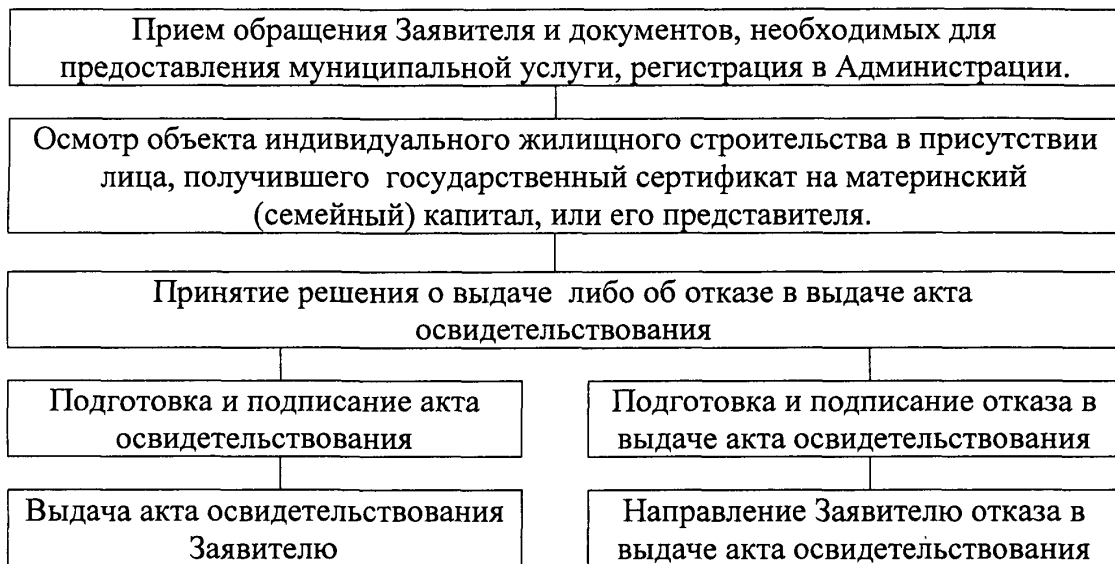 Прием обращения Заявителя и документов, необходимых для
предоставления муниципальной услуги, регистрация в Администрации.
Осмотр объекта индивидуального жилищного строительства в присутствии
лица, получившего государственный сертификат на материнский
(семейный) капитал, или его представителя.
Принятие решения о выдаче либо об отказе в выдаче акта
освидетельствования
Подготовка и подписание акта
освидетельствования
Подготовка и подписание отказа в
выдаче акта освидетельствования
Выдача акта освидетельствования
Заявителю
Направление Заявителю отказа в
выдаче акта освидетельствования